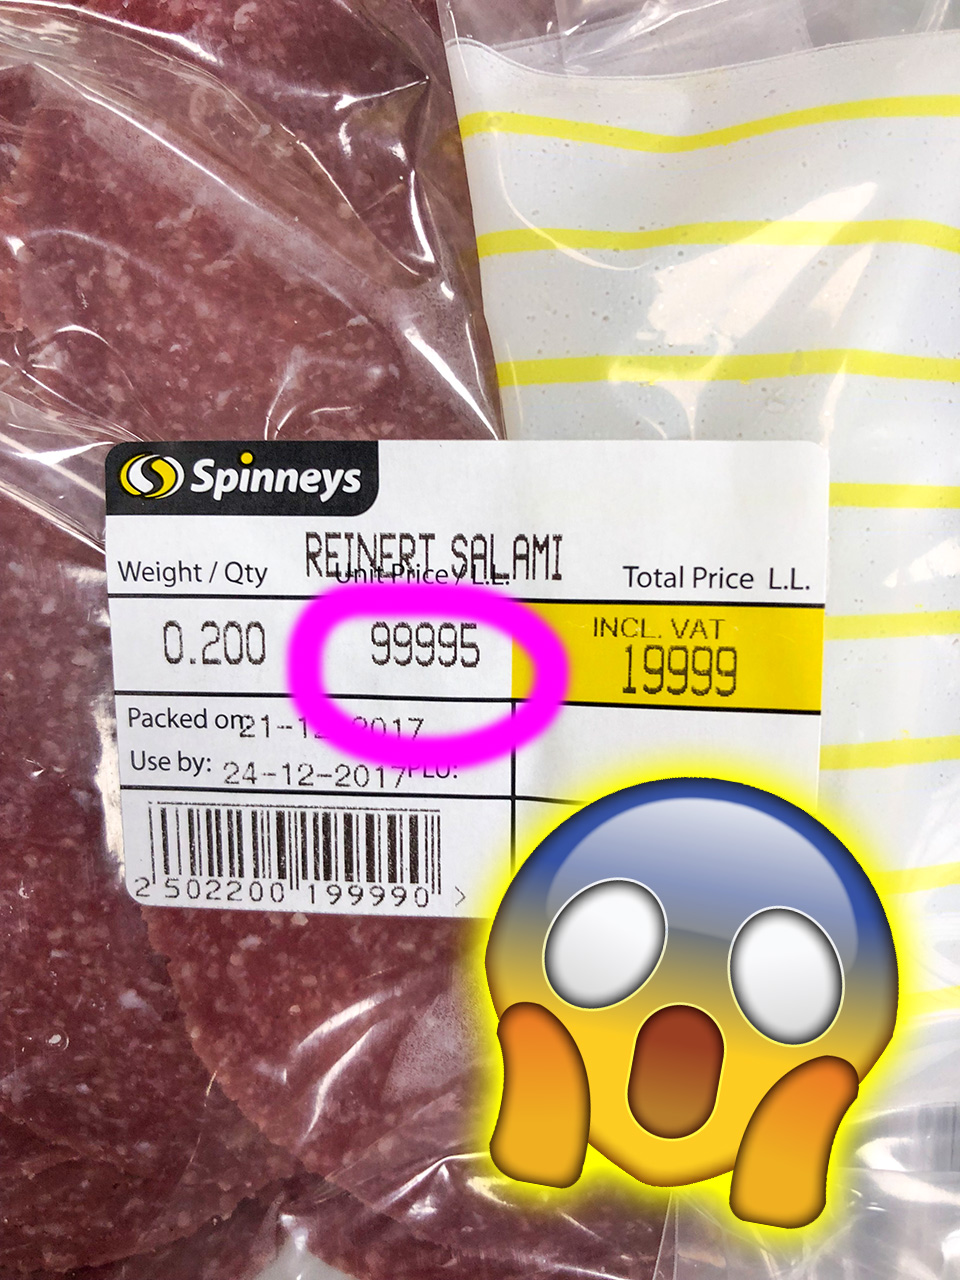 Spinneys
REINERT SALAMI
Weight / Qty Unit Price / L.L. Total Price L.L.
0.200 99995 INCL. VAT
19999
Packed on: 21-12-2017
Use by: 24-12-2017 PLU:
2 502200 199990 >